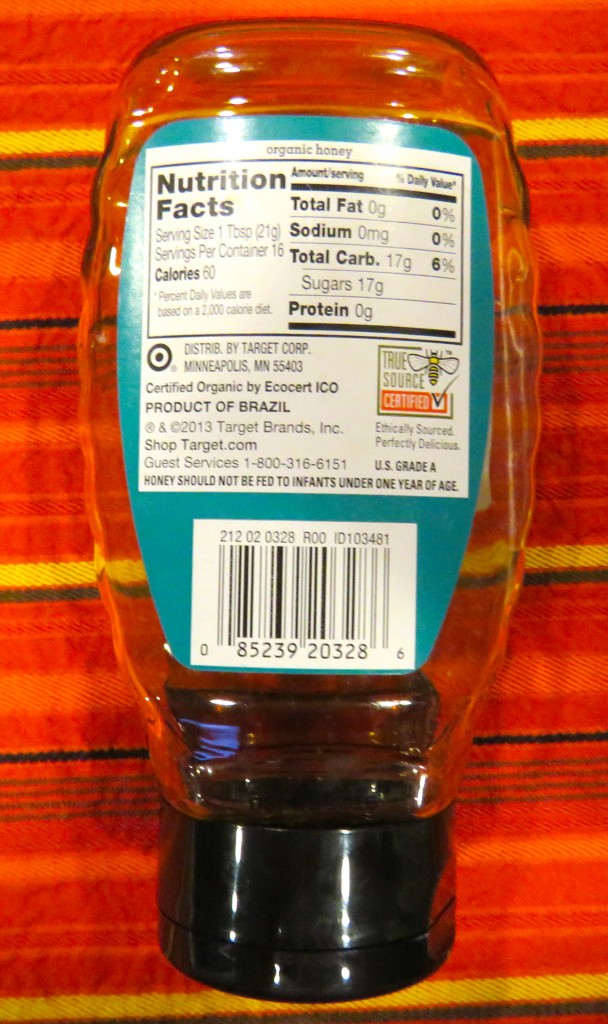 organic honey
Nutrition Facts
Serving Size 1 Tbsp (21g)
Servings Per Container 16
Calories 60
* Percent Daily Values are
based on a 2,000 calorie diet.
Amount/serving % Daily Value*
Total Fat 0g 0%
Sodium 0mg 0%
Total Carb. 17g 6%
Sugars 17g
Protein 0g
® DISTRIB. BY TARGET CORP.
MINNEAPOLIS, MN 55403
Certified Organic by Ecocert ICO
PRODUCT OF BRAZIL
® & ©2013 Target Brands, Inc.
Shop Target.com
Guest Services 1-800-316-6151
TRUE
SOURCE
CERTIFIED
TM
Ethically Sourced.
Perfectly Delicious.
U.S. GRADE A
HONEY SHOULD NOT BE FED TO INFANTS UNDER ONE YEAR OF AGE.
212 02 0328 R00 ID103481
0 85239 20328 6